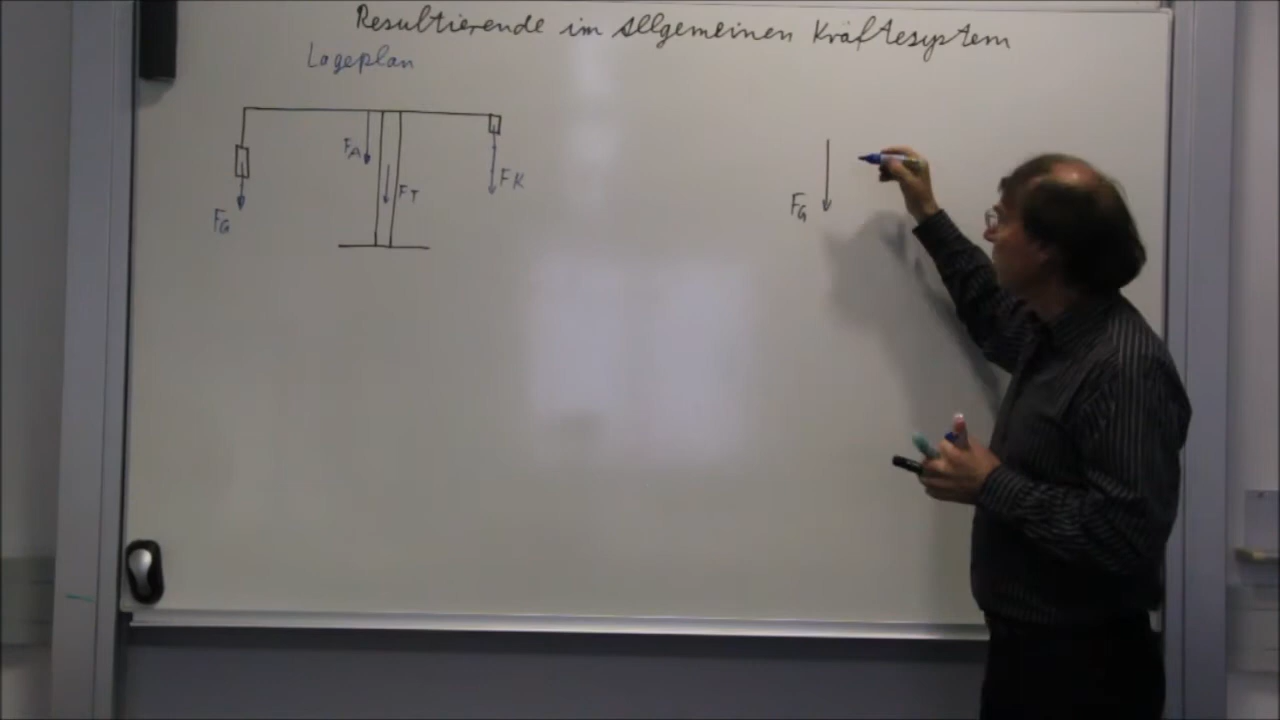 Resultierende im allgemeinen Kräftesystem
Lageplan
FA
FK
FT
FG
FG